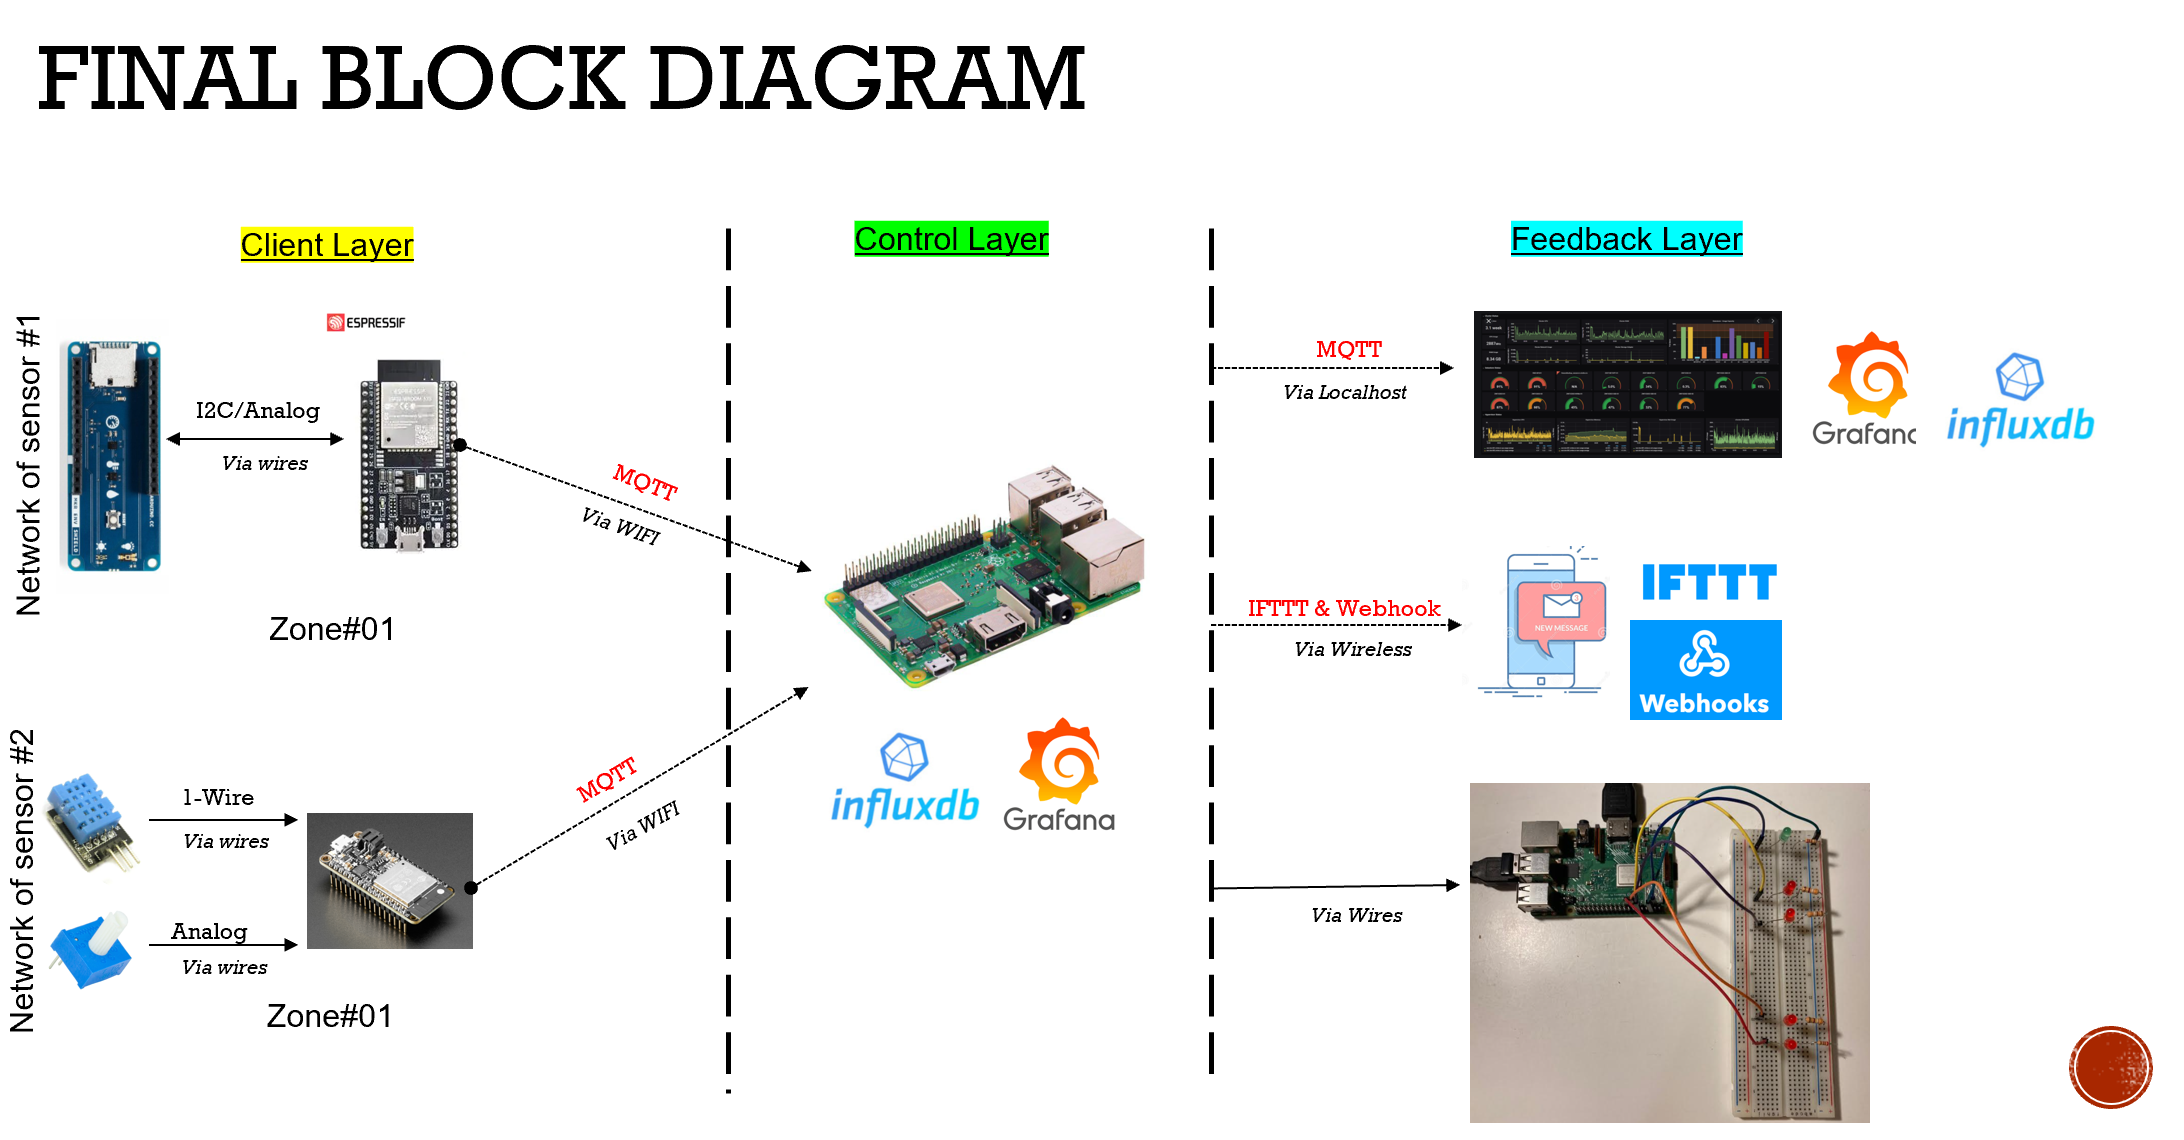 FINAL BLOCK DIAGRAM
Client Layer
Control Layer
Feedback Layer
Network of sensor #1
ESPRESSIF
I2C/Analog
Via wires
MQTT
Via WIFI
Zone#01
Network of sensor #2
1-Wire
Via wires
Analog
Via wires
MQTT
Via WIFI
Zone#01
influxdb
Grafana
MQTT
Via Localhost
Grafana
influxdb
IFTTT & Webhook
Via Wireless
NEW MESSAGE
3
IFTTT
Webhooks
Via Wires